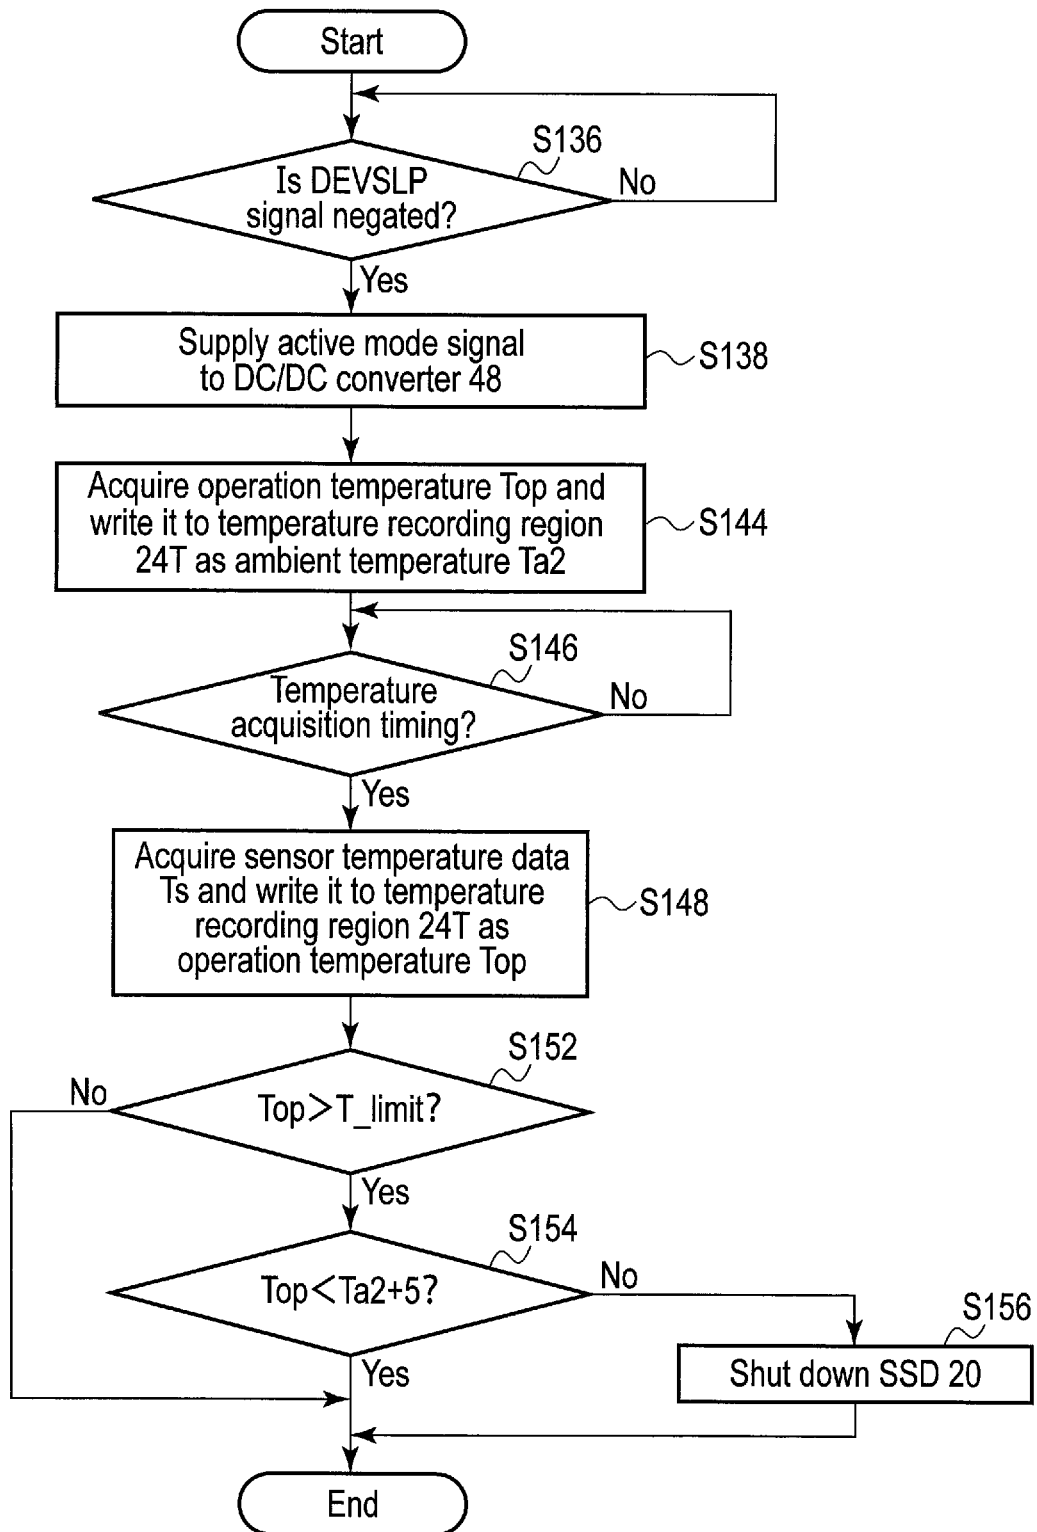 Start
S136
Is DEVSLP
signal negated?
No
Yes
Supply active mode signal
to DC/DC converter 48
S138
Acquire operation temperature Top and
write it to temperature recording region
24T as ambient temperature Ta2
S144
S146
Temperature
acquisition timing?
No
Yes
Acquire sensor temperature data
Ts and write it to temperature
recording region 24T as
operation temperature Top
S148
S152
No
Top>T_limit?
Yes
S154
Top<Ta2+5?
No
Yes
S156
Shut down SSD 20
End